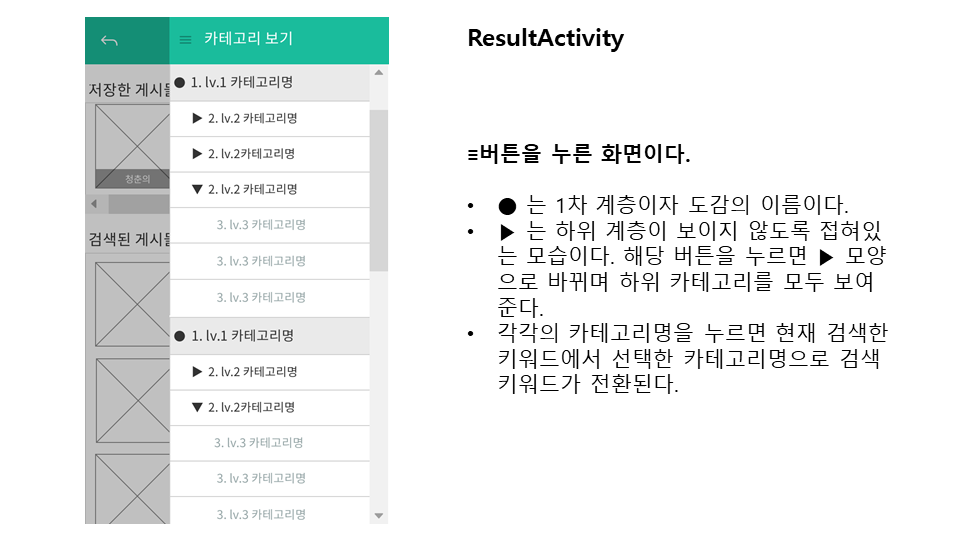 ≡ 카테고리 보기
저장한 게시물
청춘의
검색된 게시물
● 1. lv.1 카테고리명
▶ 2. lv.2 카테고리명
▶ 2. lv.2카테고리명
▼ 2. lv.2 카테고리명
3. lv.3 카테고리명
3. lv.3 카테고리명
3. lv.3 카테고리명
● 1. lv.1 카테고리명
▶ 2. lv.2 카테고리명
▼ 2. lv.2카테고리명
3. lv.3 카테고리명
3. lv.3 카테고리명
3. lv.3 카테고리명
ResultActivity
≡버튼을 누른 화면이다.
• ● 는 1차 계층이자 도감의 이름이다.
• ▶ 는 하위 계층이 보이지 않도록 접혀있
는 모습이다. 해당 버튼을 누르면 ▶ 모양
으로 바뀌며 하위 카테고리를 모두 보여
준다.
• 각각의 카테고리명을 누르면 현재 검색한
키워드에서 선택한 카테고리명으로 검색
키워드가 전환된다.